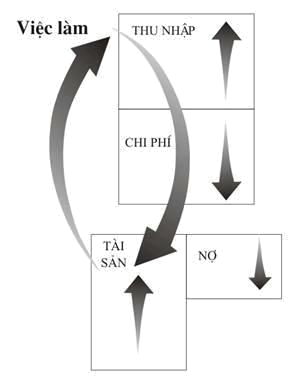 Việc làm
THU NHẬP
CHI PHÍ
TÀI
SẢN
NỢ